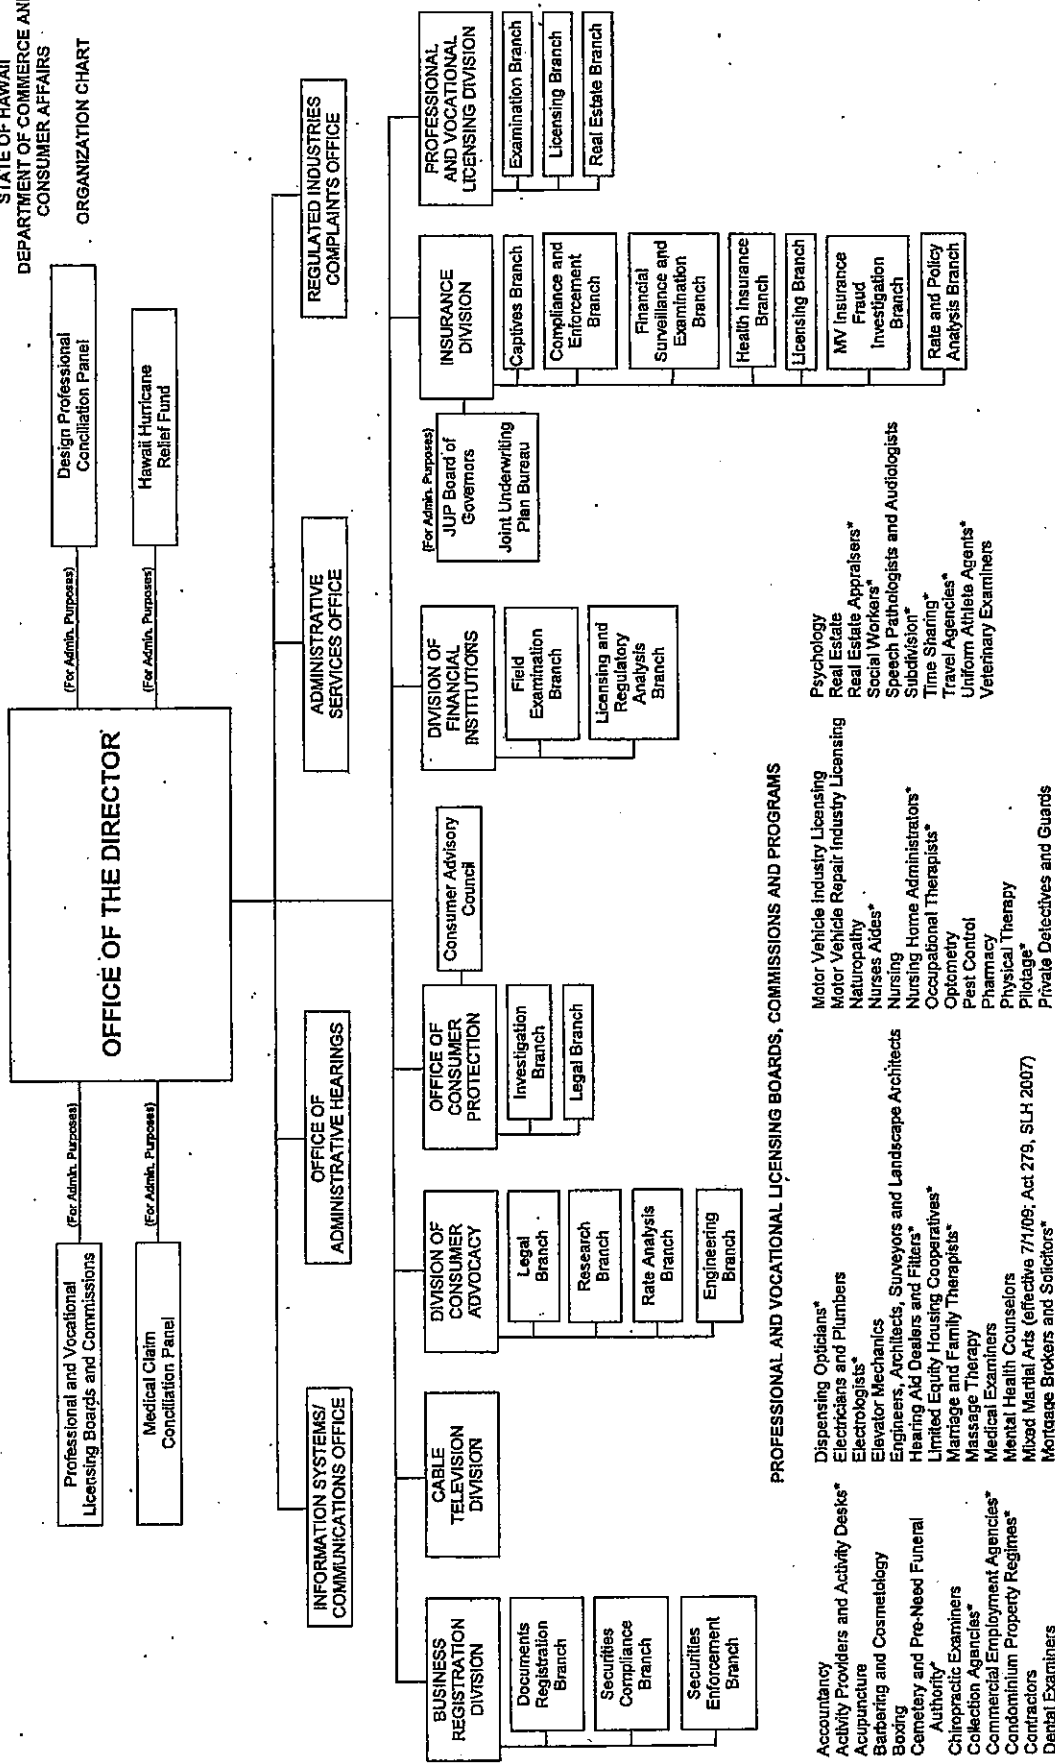 STATE OF HAWAII
DEPARTMENT OF COMMERCE AND
CONSUMER AFFAIRS
ORGANIZATION CHART
OFFICE OF THE DIRECTOR
Professional and Vocational
Licensing Boards and Commissions
(For Admin. Purposes)
Medical Claim
Conciliation Panel
(For Admin. Purposes)
(For Admin. Purposes)
Design Professional
Conciliation Panel
(For Admin. Purposes)
Hawaii Hurricane
Relief Fund
INFORMATION SYSTEMS/
COMMUNICATIONS OFFICE
OFFICE OF
ADMINISTRATIVE HEARINGS
ADMINISTRATIVE
SERVICES OFFICE
REGULATED INDUSTRIES
COMPLAINTS OFFICE
BUSINESS
REGISTRATION
DIVISION
Documents
Registration
Branch
Securities
Compliance
Branch
Securities
Enforcement
Branch
CABLE
TELEVISION
DIVISION
DIVISION OF
CONSUMER
ADVOCACY
Legal
Branch
Research
Branch
Rate Analysis
Branch
Engineering
Branch
OFFICE OF
CONSUMER
PROTECTION
Investigation
Branch
Legal Branch
Consumer Advisory
Council
DIVISION OF
FINANCIAL
INSTITUTIONS
Field
Examination
Branch
Licensing and
Regulatory
Analysis
Branch
(For Admin. Purposes)
JUP Board of
Governors
Joint Underwriting
Plan Bureau
INSURANCE
DIVISION
Captives Branch
Compliance and
Enforcement
Branch
Financial
Surveillance and
Examination
Branch
Health Insurance
Branch
Licensing Branch
MV Insurance
Fraud
Investigation
Branch
Rate and Policy
Analysis Branch
PROFESSIONAL
AND VOCATIONAL
LICENSING DIVISION
Examination Branch
Licensing Branch
Real Estate Branch
PROFESSIONAL AND VOCATIONAL LICENSING BOARDS, COMMISSIONS AND PROGRAMS
Accountancy
Activity Providers and Activity Desks*
Acupuncture
Barbering and Cosmetology
Boxing
Cemetery and Pre-Need Funeral
Authority*
Chiropractic Examiners
Collection Agencies*
Commercial Employment Agencies*
Condominium Property Regimes*
Contractors
Dental Examiners
Dispensing Opticians*
Electricians and Plumbers
Electrologists*
Elevator Mechanics
Engineers, Architects, Surveyors and Landscape Architects
Hearing Aid Dealers and Fitters*
Limited Equity Housing Cooperatives*
Marriage and Family Therapists*
Massage Therapy
Medical Examiners
Mental Health Counselors
Mixed Martial Arts (effective 7/1/09; Act 279, SLH 2007)
Mortgage Brokers and Solicitors*
Motor Vehicle Industry Licensing
Motor Vehicle Repair Industry Licensing
Naturopathy
Nurses Aides*
Nursing
Nursing Home Administrators*
Occupational Therapists*
Optometry
Pest Control
Pharmacy
Physical Therapy
Pilotage*
Private Detectives and Guards
Psychology
Real Estate
Real Estate Appraisers*
Social Workers*
Speech Pathologists and Audiologists
Subdivision*
Time Sharing*
Travel Agencies*
Uniform Athlete Agents*
Veterinary Examiners